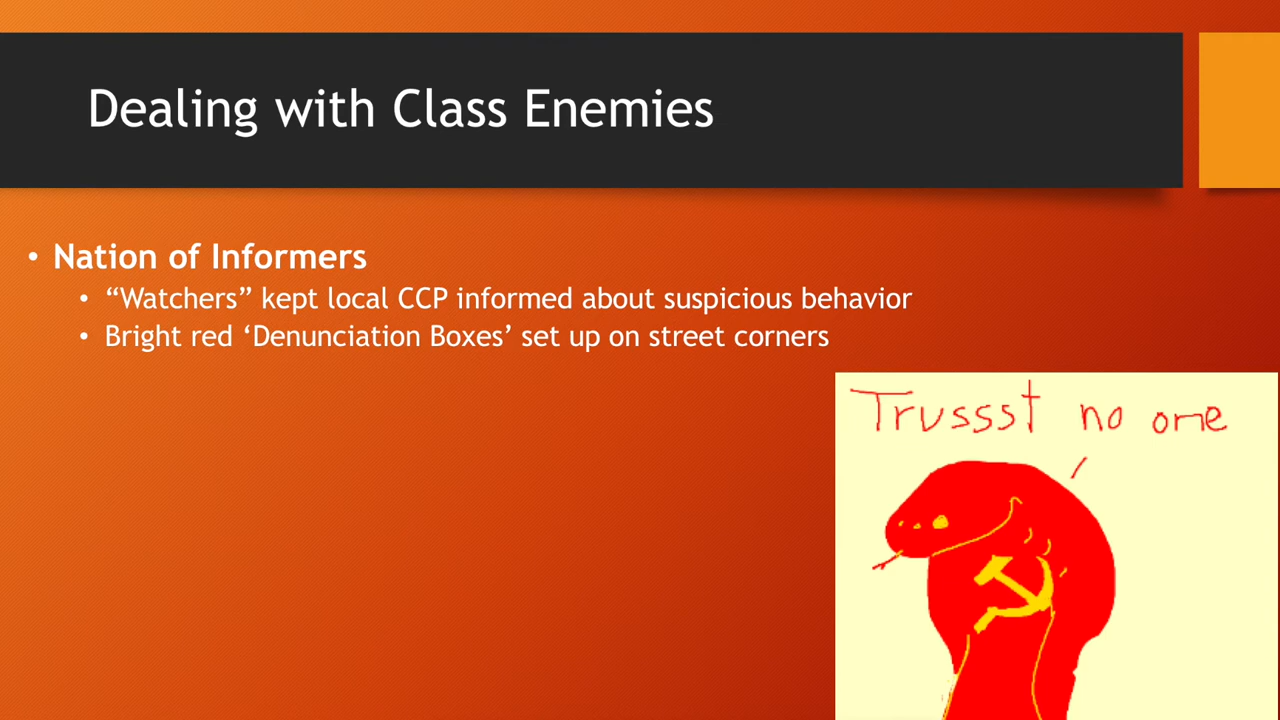 Dealing with Class Enemies
• Nation of Informers
• “Watchers” kept local CCP informed about suspicious behavior
• Bright red ‘Denunciation Boxes’ set up on street corners
Trussst no one